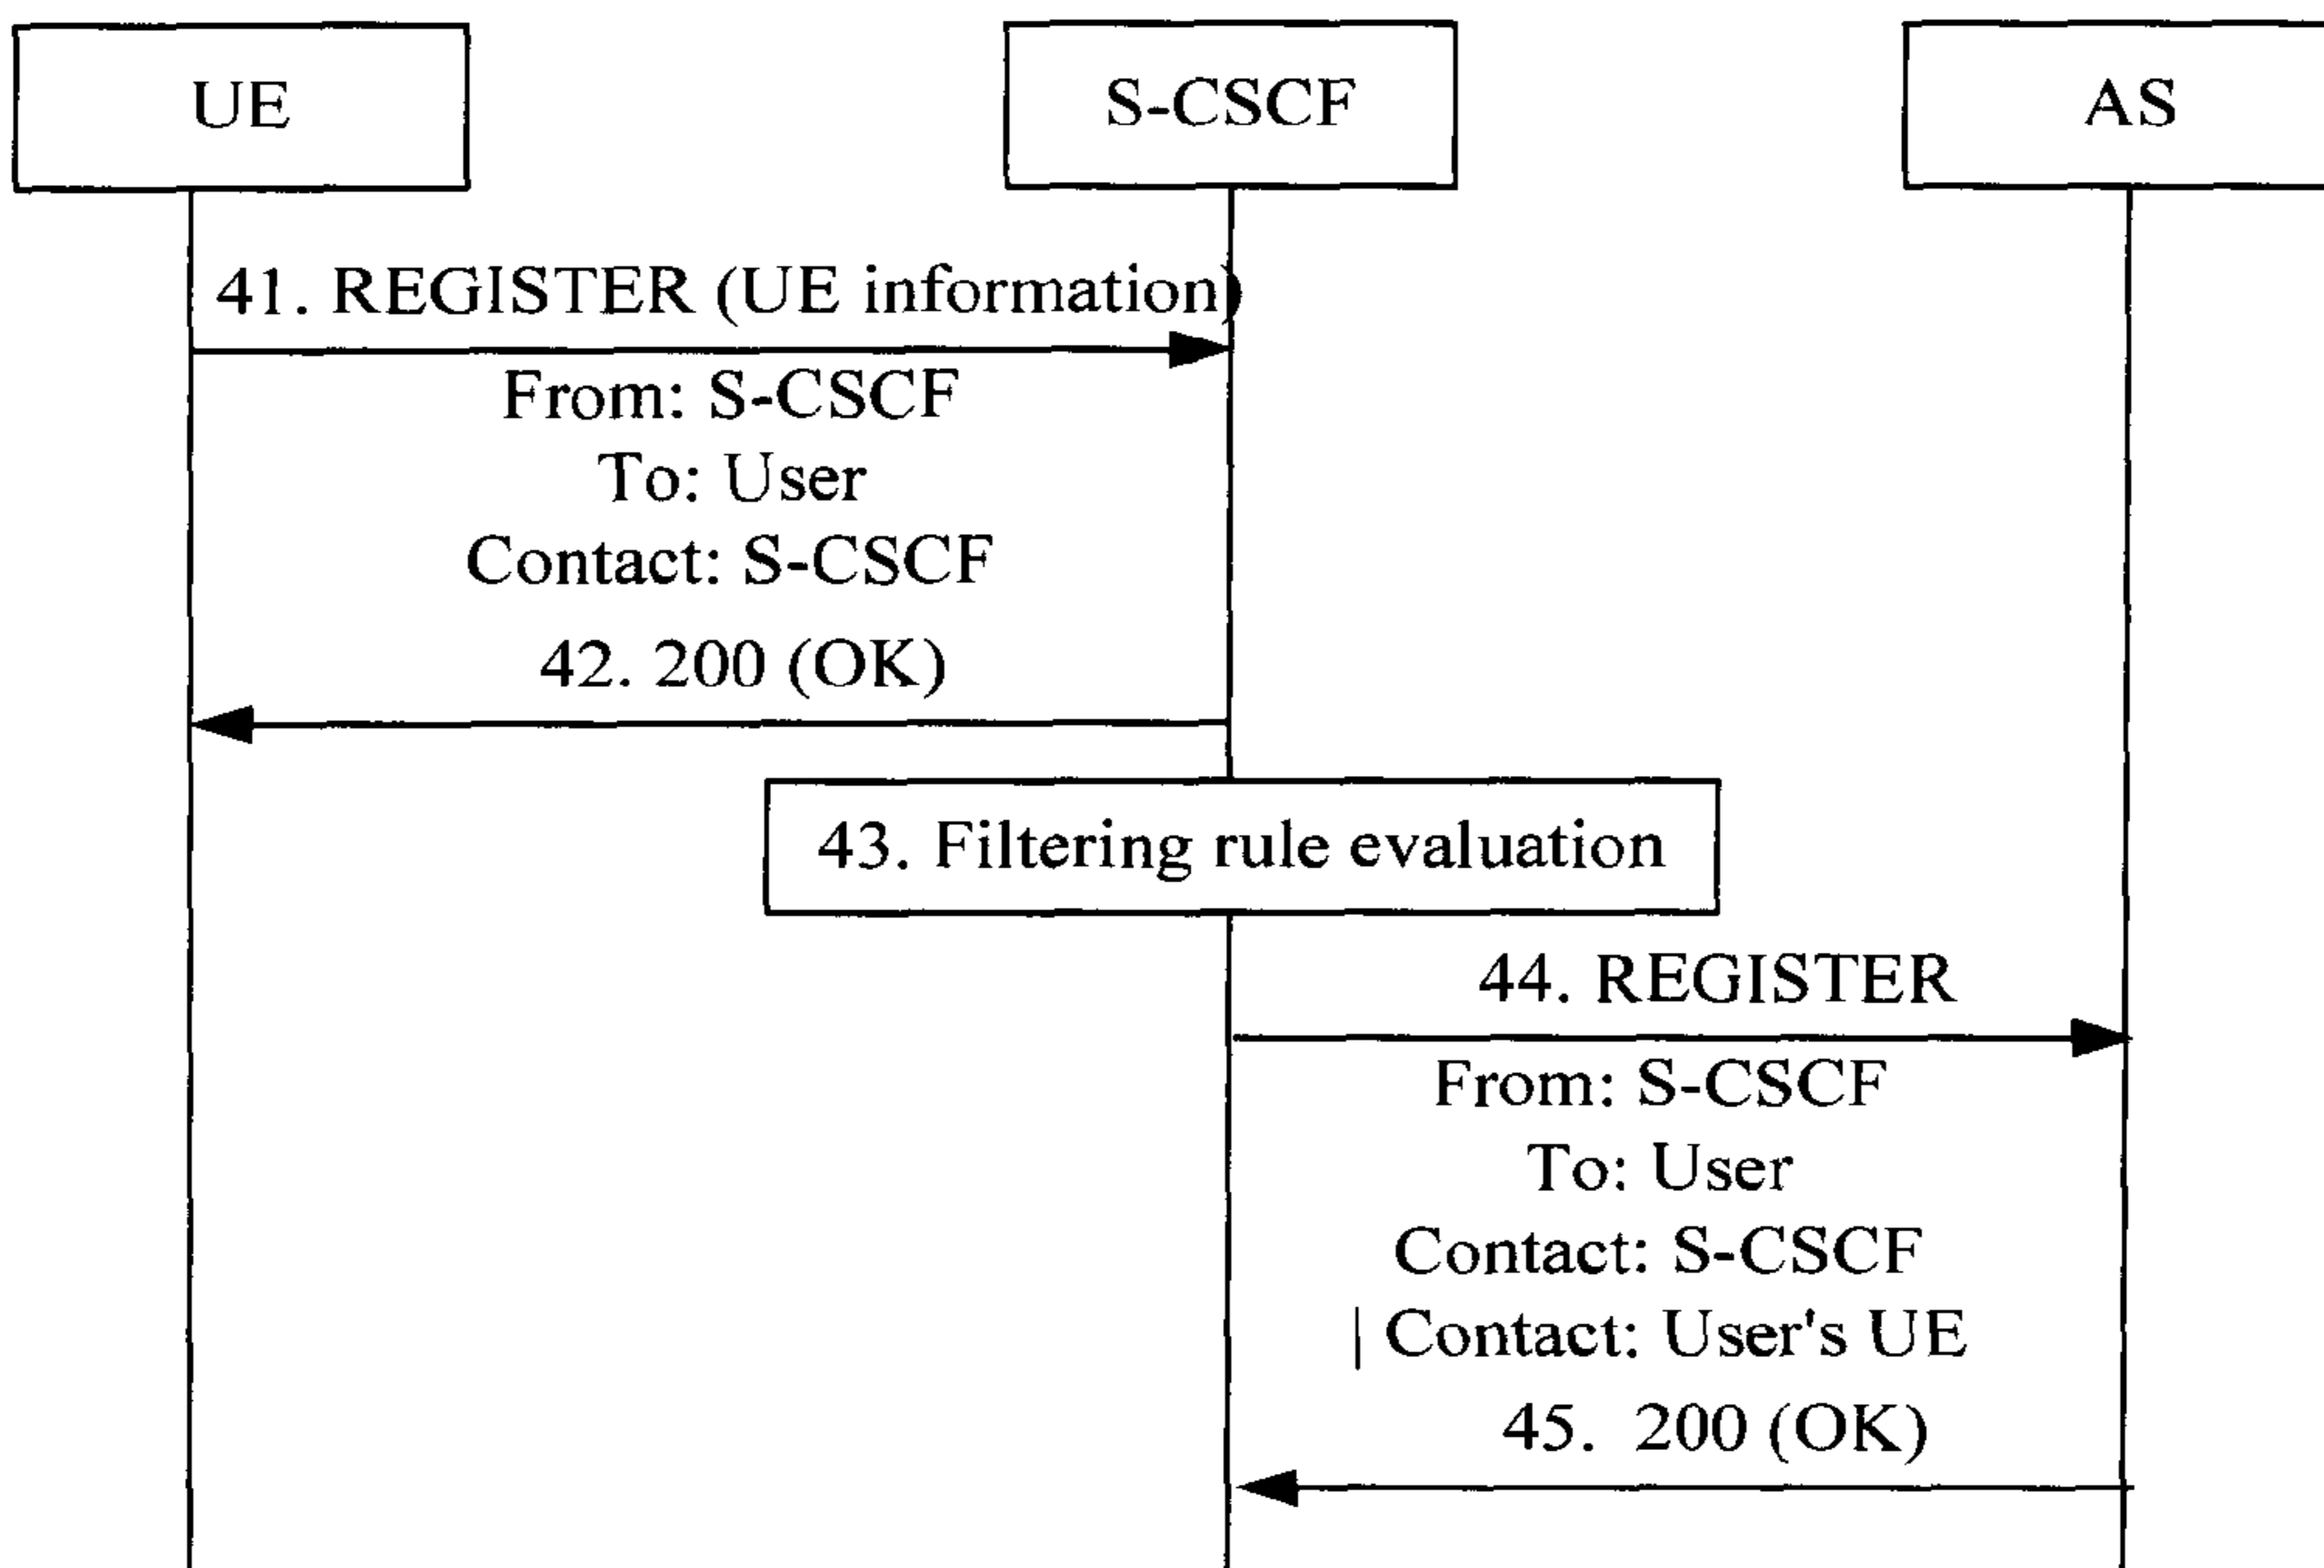 UE
S-CSCF
AS
41. REGISTER (UE information)
From: S-CSCF
To: User
Contact: S-CSCF
42. 200 (OK)
43. Filtering rule evaluation
44. REGISTER
From: S-CSCF
To: User
Contact: S-CSCF
| Contact: User's UE
45. 200 (OK)